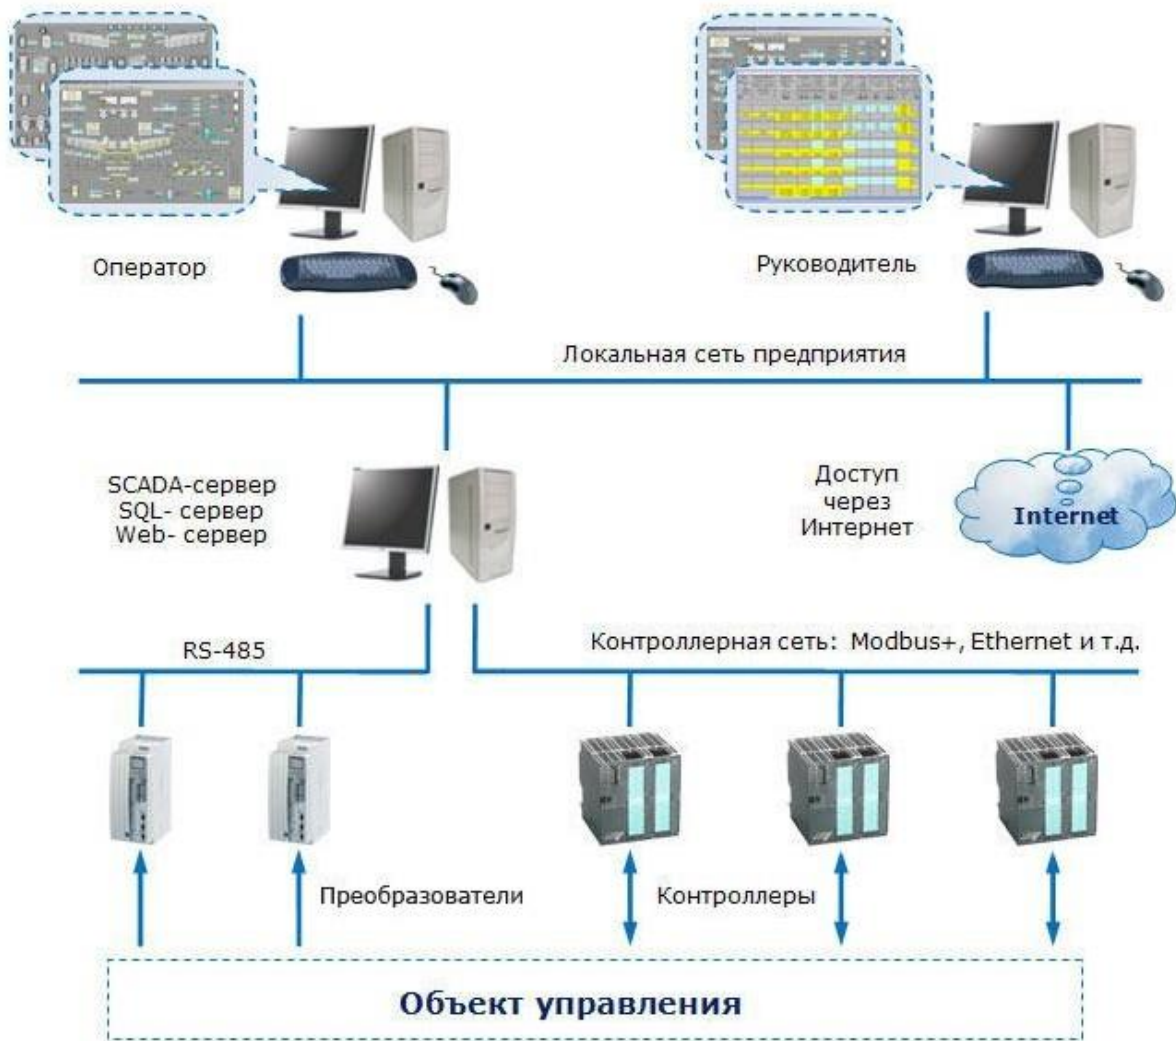 Оператор
Руководитель
Локальная сеть предприятия
SCADA-сервер
SQL- сервер
Web- сервер
Доступ
через
Интернет
Internet
RS-485
Контроллерная сеть: Modbus+, Ethernet и т.д.
Преобразователи
Контроллеры
Объект управления